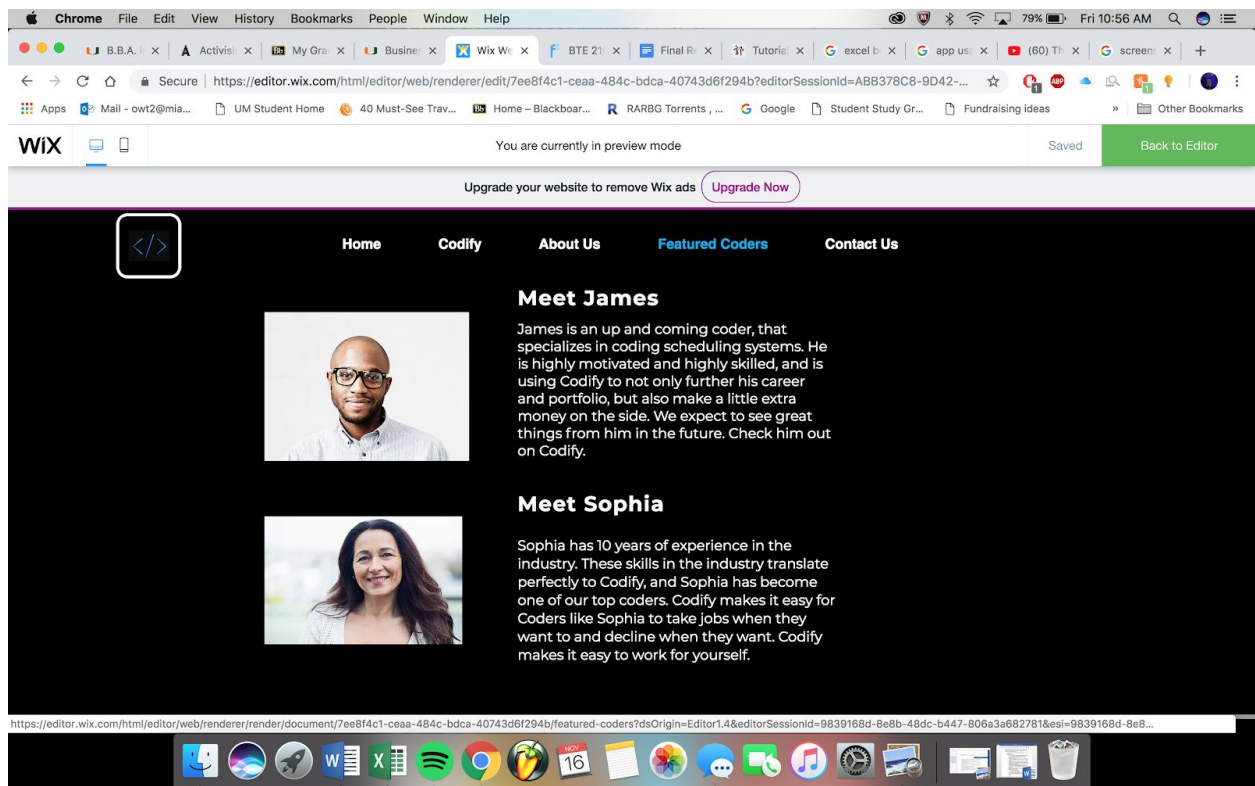 Chrome File Edit View History Bookmarks People Window Help 79% Fri 10:56 AM
B.B.A. i Activisi My Gra Busine Wix We BTE 21 Final Re Tutorial excel b app us (60) Th screen
Secure https://editor.wix.com/html/editor/web/renderer/edit/7ee8f4c1-ceaa-484c-bdca-40743d6f294b?editorSessionId=ABB378C8-9D42-...
Apps Mail - owt2@mia... UM Student Home 40 Must-See Trav... Home – Blackboar... RARBG Torrents , ... Google Student Study Gr... Fundraising ideas » Other Bookmarks
WiX You are currently in preview mode Saved Back to Editor
Upgrade your website to remove Wix ads Upgrade Now
</> Home Codify About Us Featured Coders Contact Us
Meet James
James is an up and coming coder, that
specializes in coding scheduling systems. He
is highly motivated and highly skilled, and is
using Codify to not only further his career
and portfolio, but also make a little extra
money on the side. We expect to see great
things from him in the future. Check him out
on Codify.
Meet Sophia
Sophia has 10 years of experience in the
industry. These skills in the industry translate
perfectly to Codify, and Sophia has become
one of our top coders. Codify makes it easy for
Coders like Sophia to take jobs when they
want to and decline when they want. Codify
makes it easy to work for yourself.
https://editor.wix.com/html/editor/web/renderer/render/document/7ee8f4c1-ceaa-484c-bdca-40743d6f294b/featured-coders?dsOrigin=Editor1.4&editorSessionId=9839168d-8e8b-48dc-b447-806a3a682781&esi=9839168d-8e8...
NOV
16